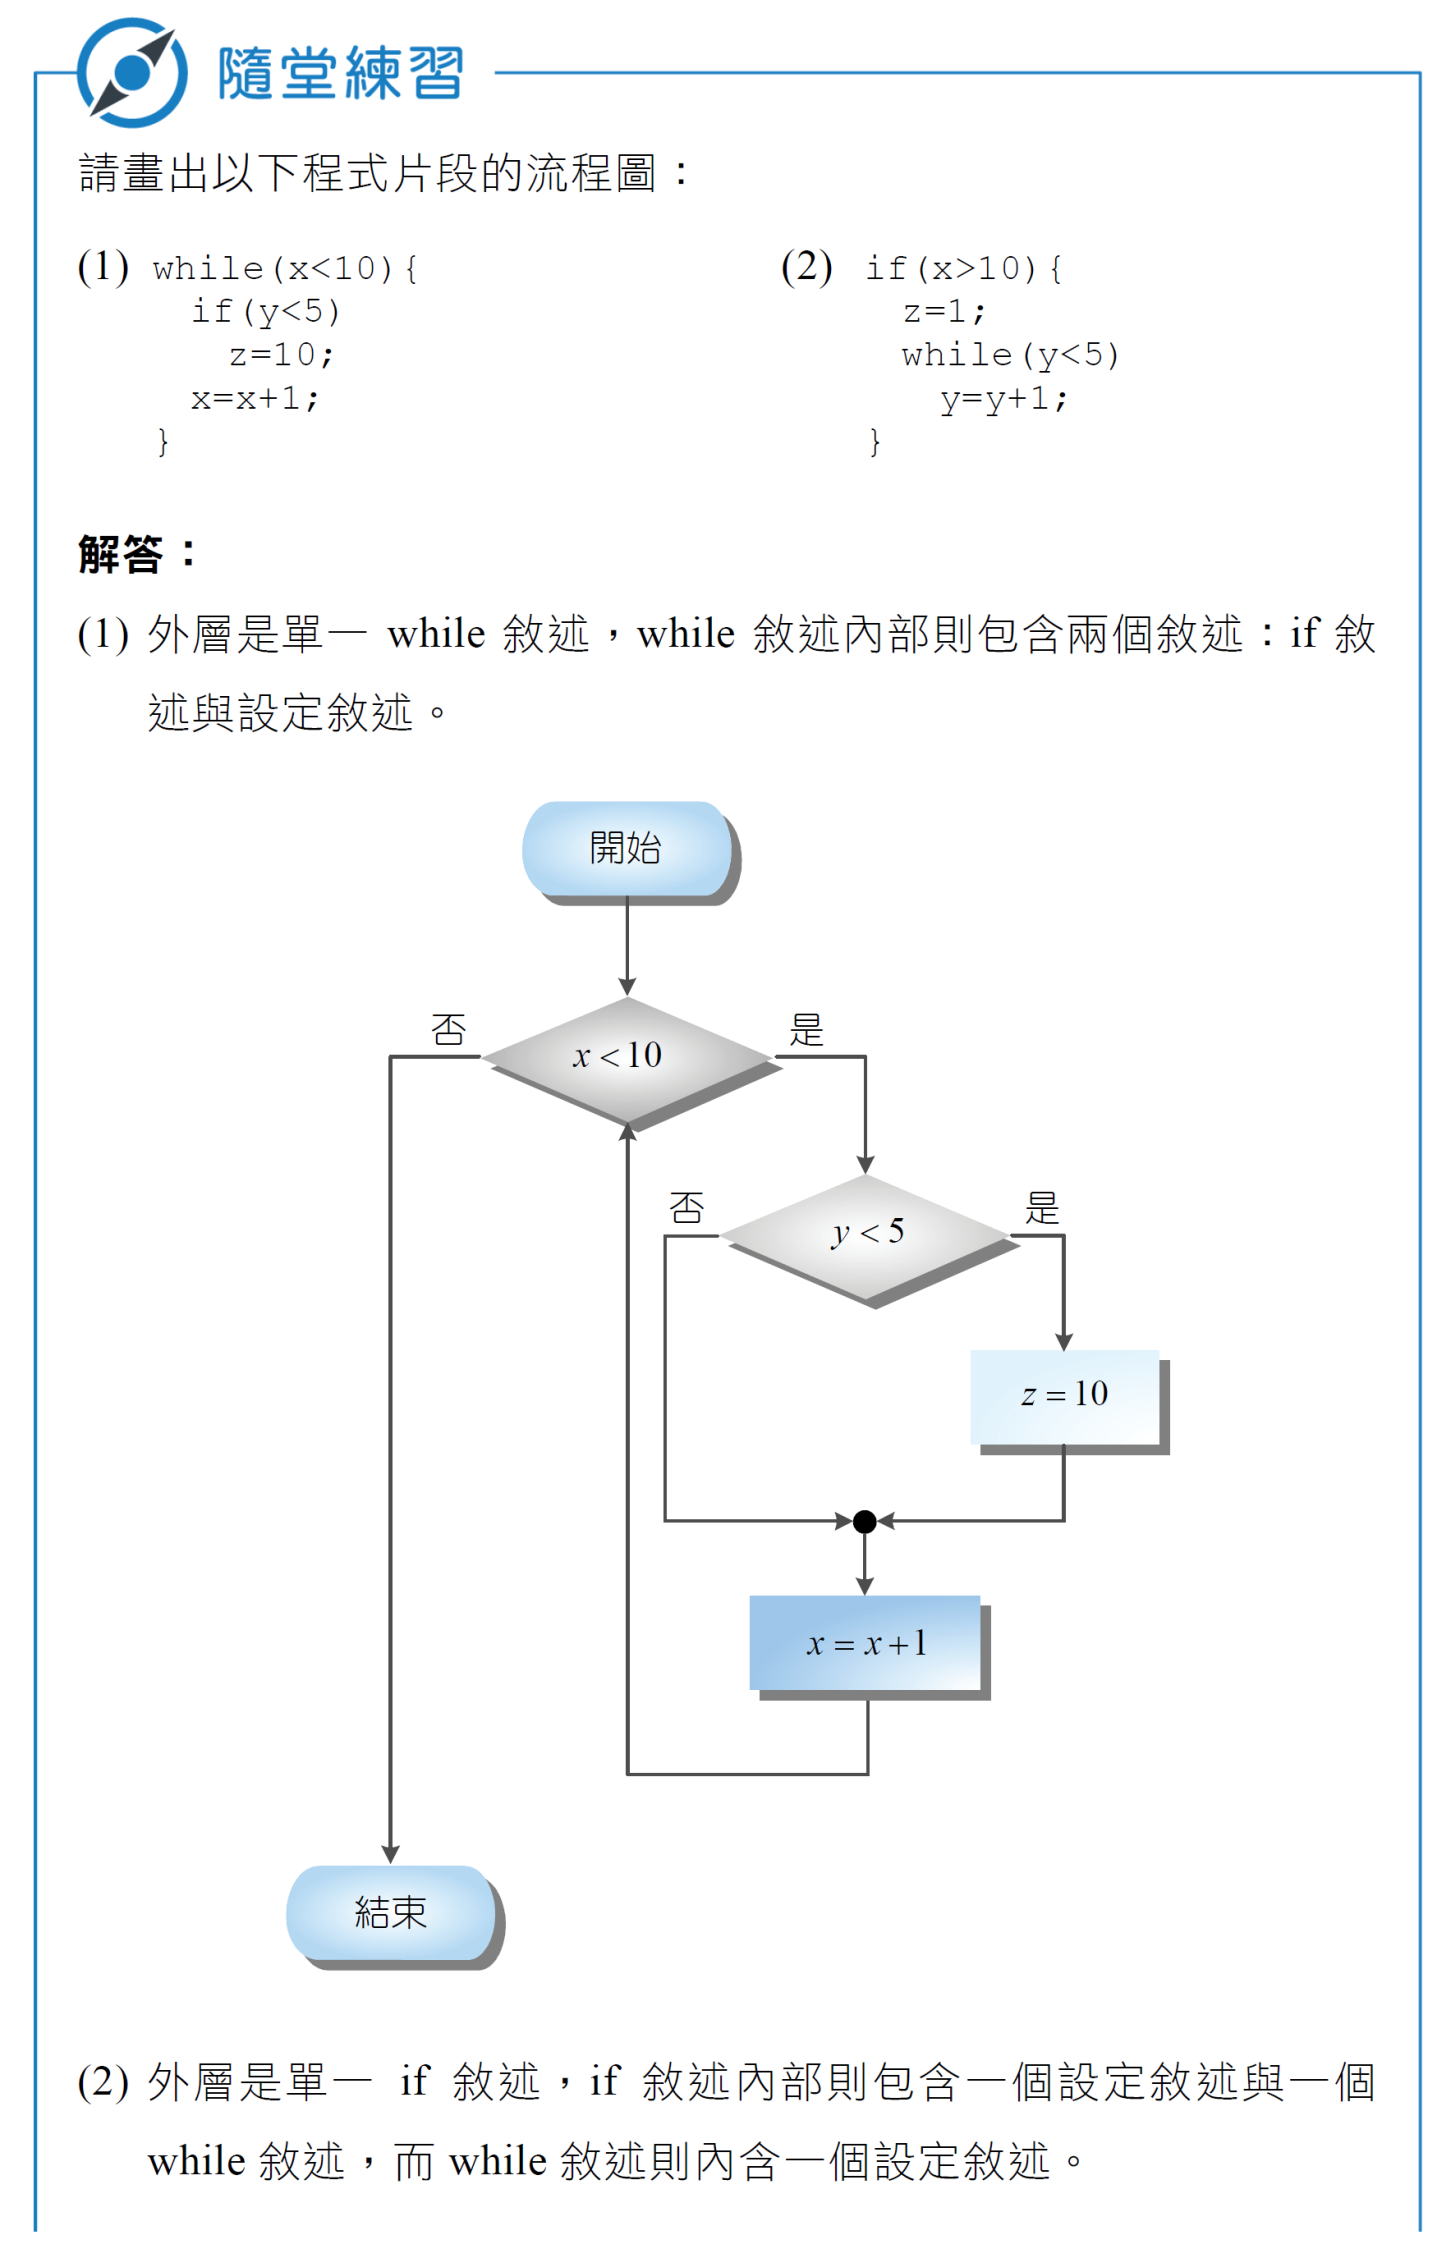 隨堂練習
請畫出以下程式片段的流程圖：
(1) while(x<10){
if(y<5)
z=10;
x=x+1;
}
(2) if(x>10){
z=1;
while(y<5)
y=y+1;
}
解答：
(1) 外層是單一 while 敘述，while 敘述內部則包含兩個敘述：if 敘
述與設定敘述。
開始
否
x < 10
是
否
y < 5
是
z = 10
x = x + 1
結束
(2) 外層是單一 if 敘述，if 敘述內部則包含一個設定敘述與一個
while 敘述，而 while 敘述則內含一個設定敘述。